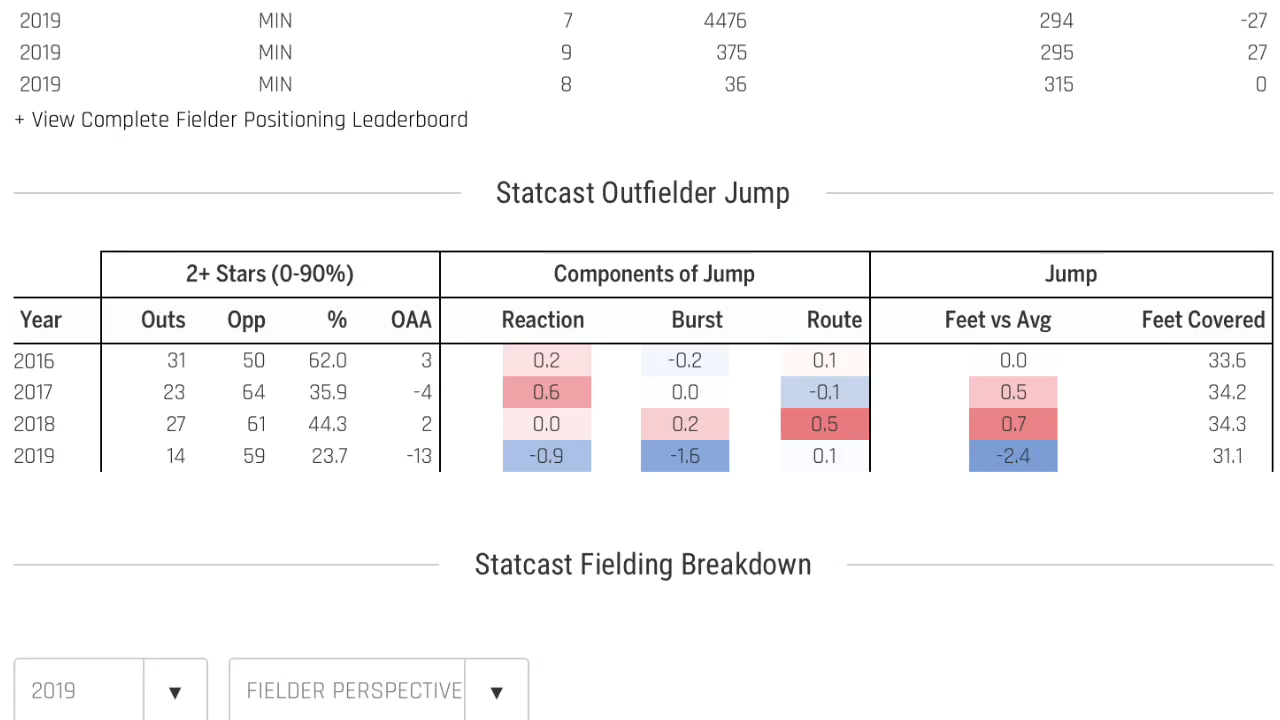 2019 MIN 7 4476 294 -27
2019 MIN 9 375 295 27
2019 MIN 8 36 315 0
+ View Complete Fielder Positioning Leaderboard
Statcast Outfielder Jump
2+ Stars (0-90%) Components of Jump Jump
Year Outs Opp % OAA Reaction Burst Route Feet vs Avg Feet Covered
2016 31 50 62.0 3 0.2 -0.2 0.1 0.0 33.6
2017 23 64 35.9 -4 0.6 0.0 -0.1 0.5 34.2
2018 27 61 44.3 2 0.0 0.2 0.5 0.7 34.3
2019 14 59 23.7 -13 -0.9 -1.6 0.1 -2.4 31.1
Statcast Fielding Breakdown
2019 ▼ FIELDER PERSPECTIVE ▼